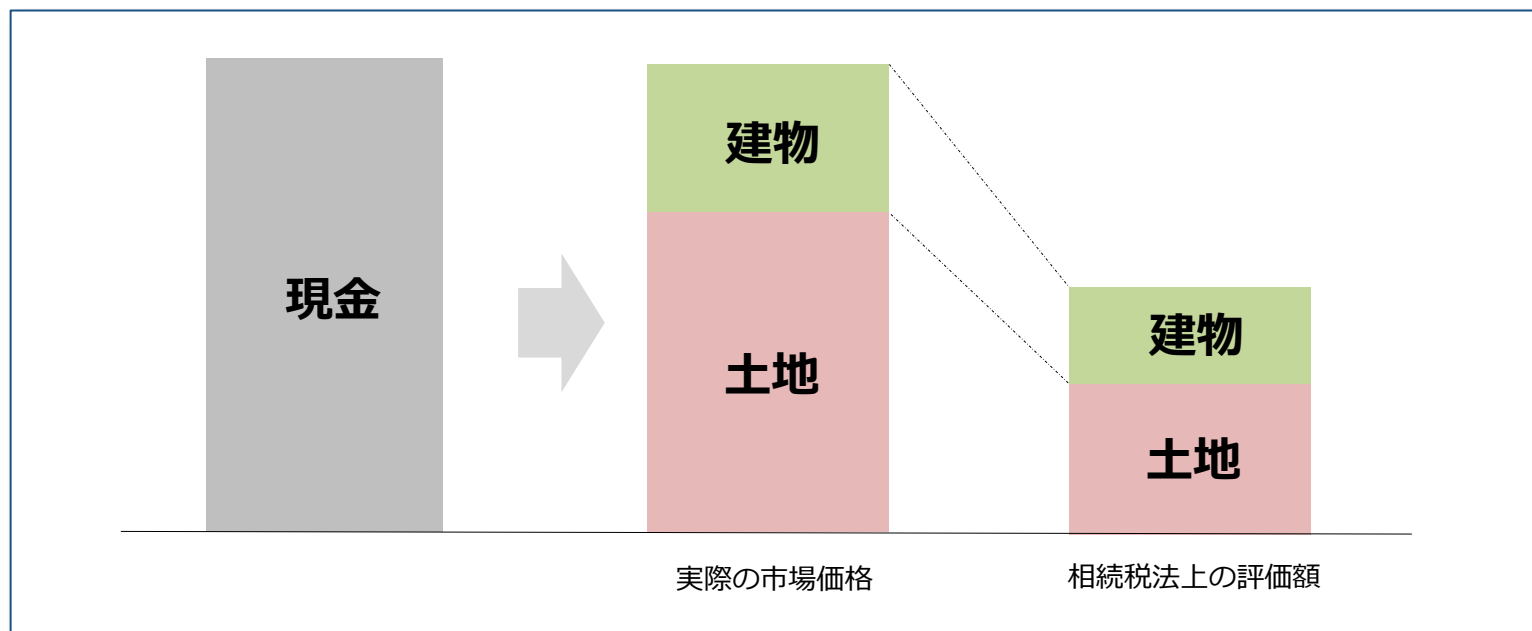 現金
建物
土地
建物
土地
実際の市場価格
相続税法上の評価額